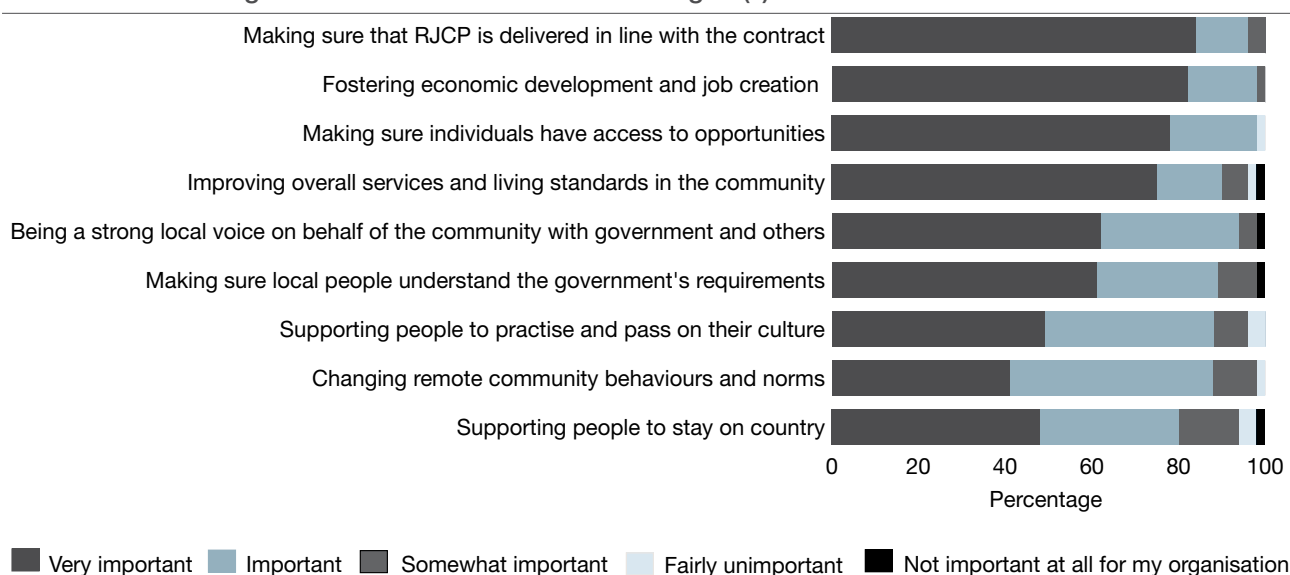 Making sure that RJCP is delivered in line with the contract
Fostering economic development and job creation
Making sure individuals have access to opportunities
Improving overall services and living standards in the community
Being a strong local voice on behalf of the community with government and others
Making sure local people understand the government's requirements
Supporting people to practise and pass on their culture
Changing remote community behaviours and norms
Supporting people to stay on country
0 20 40 60 80 100
Percentage
Very important Important Somewhat important Fairly unimportant Not important at all for my organisation